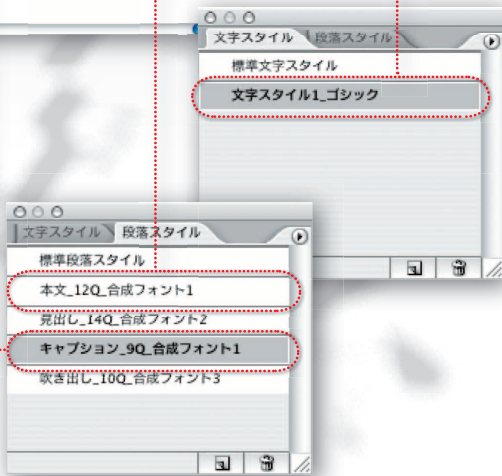 文字スタイル 段落スタイル
標準文字スタイル
文字スタイル1_ゴシック
文字スタイル 段落スタイル
標準段落スタイル
本文_12Q_合成フォント1
見出し_14Q_合成フォント2
キャプション_9Q_合成フォント1
吹き出し_10Q_合成フォント3